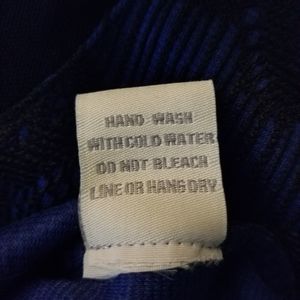 HAND WASH
WITH COLD WATER
DO NOT BLEACH
LINE OR HANG DRY